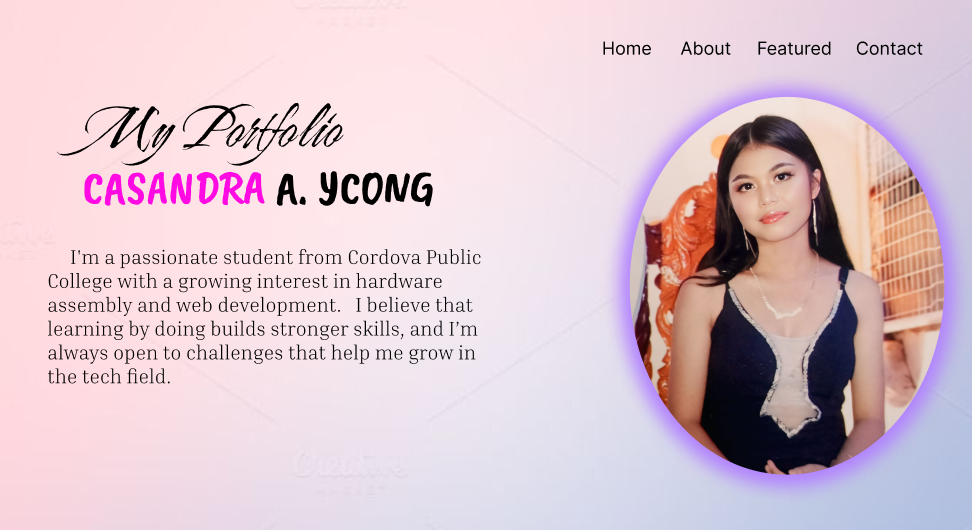 Home About Featured Contact
My Portfolio
CASANDRA A. YCONG
I'm a passionate student from Cordova Public
College with a growing interest in hardware
assembly and web development. I believe that
learning by doing builds stronger skills, and I'm
always open to challenges that help me grow in
the tech field.
Creative
MARKET